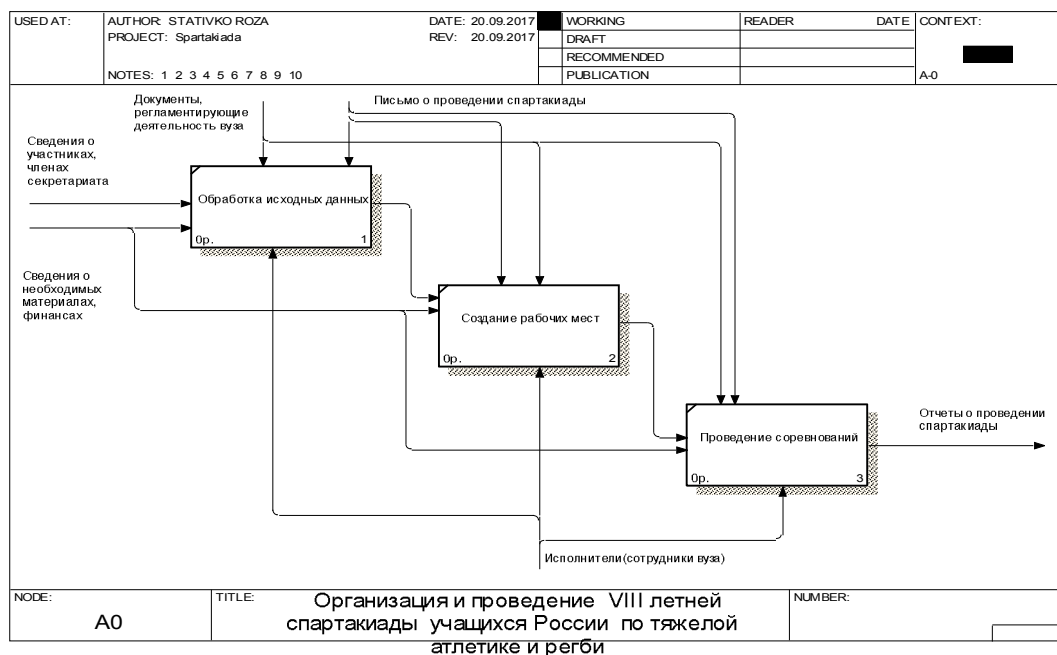 USED AT:
AUTHOR: STATIVKO ROZA
DATE: 20.09.2017
WORKING
READER
DATE
CONTEXT:
PROJECT: Spartakiada
REV: 20.09.2017
DRAFT
RECOMMENDED
NOTES: 1 2 3 4 5 6 7 8 9 10
PUBLICATION
A-0
Документы,
регламентирующие
деятельность вуза
Письмо о проведении спартакиады
Сведения о
участниках,
членах
секретариата
Обработка исходных данных
0р.
1
Сведения о
необходимых
материалах,
финансах
Создание рабочих мест
0р.
2
Проведение соревнований
0р.
3
Отчеты о проведении
спартакиады
Исполнители(сотрудники вуза)
NODE:
A0
TITLE:
Организация и проведение VIII летней
спартакиады учащихся России по тяжелой
атлетике и регби
NUMBER: